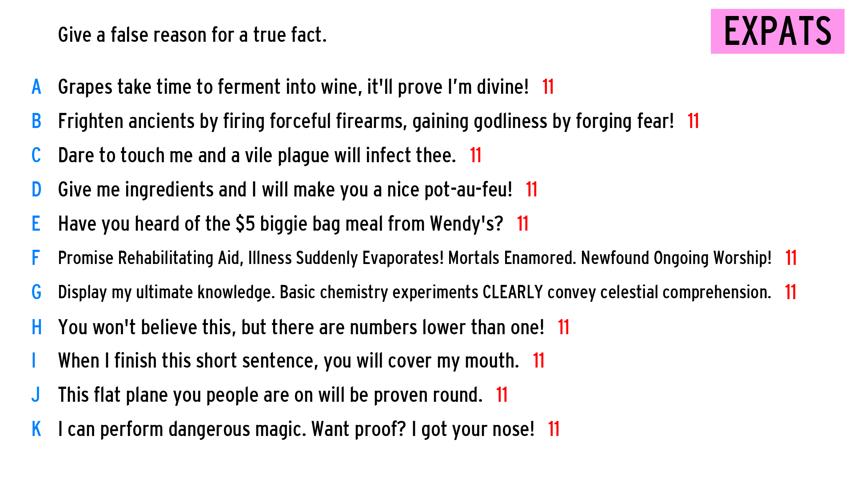 EXPATS
Give a false reason for a true fact.
A Grapes take time to ferment into wine, it'll prove I'm divine! 11
B Frighten ancients by firing forceful firearms, gaining godliness by forging fear! 11
C Dare to touch me and a vile plague will infect thee. 11
D Give me ingredients and I will make you a nice pot-au-feu! 11
E Have you heard of the $5 biggie bag meal from Wendy's? 11
F Promise Rehabilitating Aid, Illness Suddenly Evaporates! Mortals Enamored. Newfound Ongoing Worship! 11
G Display my ultimate knowledge. Basic chemistry experiments CLEARLY convey celestial comprehension. 11
H You won't believe this, but there are numbers lower than one! 11
I When I finish this short sentence, you will cover my mouth. 11
J This flat plane you people are on will be proven round. 11
K I can perform dangerous magic. Want proof? I got your nose! 11